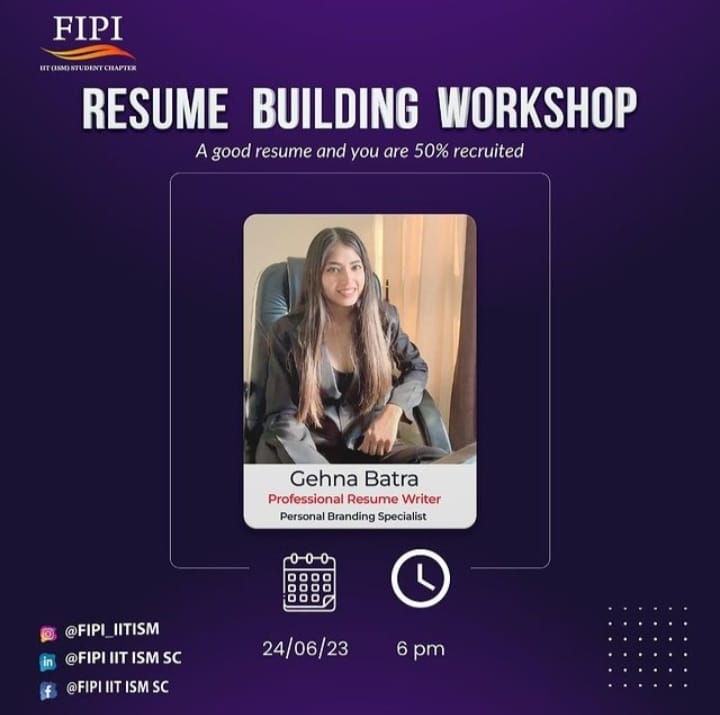 FIPI
IIT (ISM) STUDENT CHAPTER
RESUME BUILDING WORKSHOP
A good resume and you are 50% recruited
Gehna Batra
Professional Resume Writer
Personal Branding Specialist
24/06/23
6 pm
@FIPI_IITISM
@FIPI IIT ISM SC
@FIPI IIT ISM SC